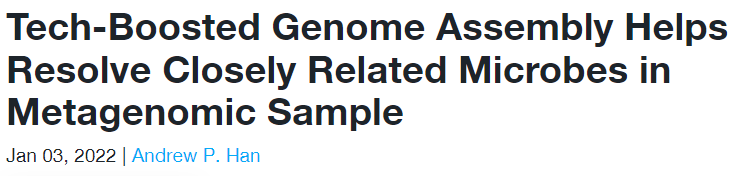 Tech-Boosted Genome Assembly Helps
Resolve Closely Related Microbes in
Metagenomic Sample
Jan 03, 2022 | Andrew P. Han